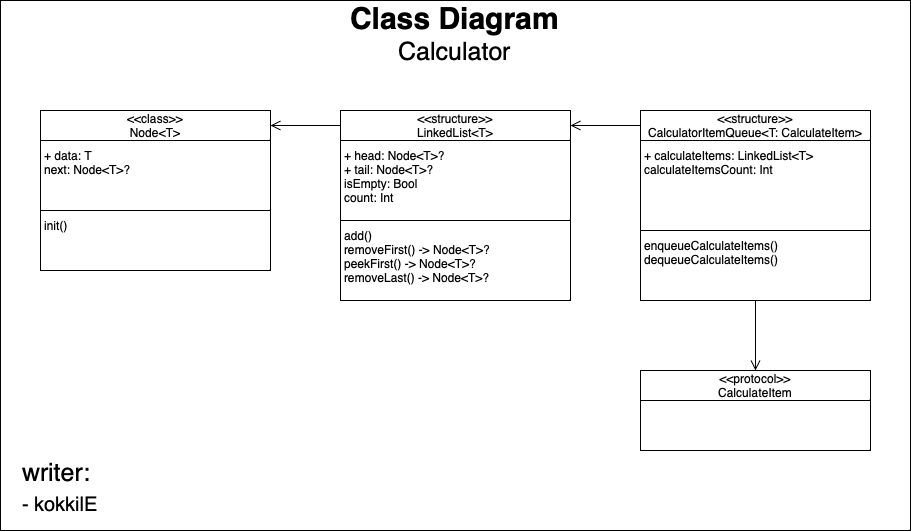 Class Diagram
Calculator
<<class>>
Node<T>
+ data: T
next: Node<T>?
init()
<<structure>>
LinkedList<T>
+ head: Node<T>?
+ tail: Node<T>?
isEmpty: Bool
count: Int
add()
removeFirst() -> Node<T>?
peekFirst() -> Node<T>?
removeLast() -> Node<T>?
<<structure>>
CalculatorItemQueue<T: CalculateItem>
+ calculateItems: LinkedList<T>
calculateItemsCount: Int
enqueueCalculateItems()
dequeueCalculateItems()
<<protocol>>
CalculateItem
writer:
- kokkilE